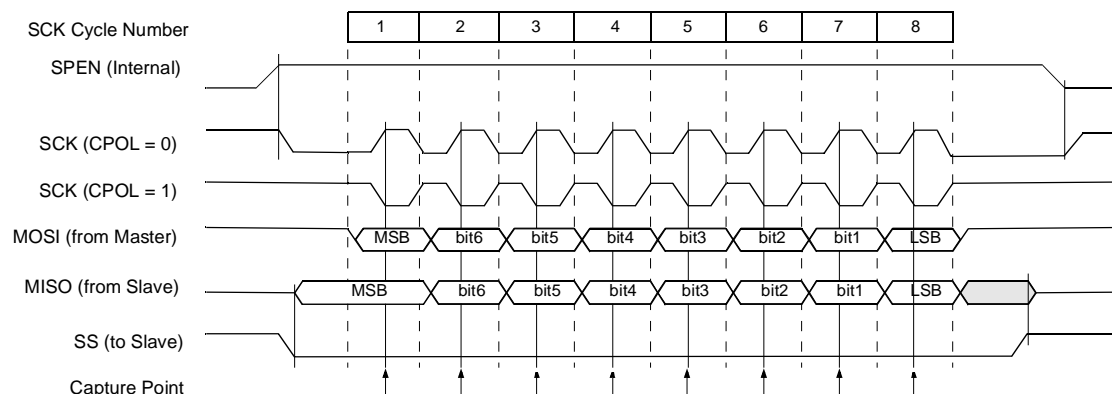 SCK Cycle Number 1 2 3 4 5 6 7 8
SPEN (Internal)
SCK (CPOL = 0)
SCK (CPOL = 1)
MOSI (from Master) MSB bit6 bit5 bit4 bit3 bit2 bit1 LSB
MISO (from Slave) MSB bit6 bit5 bit4 bit3 bit2 bit1 LSB
SS (to Slave)
Capture Point